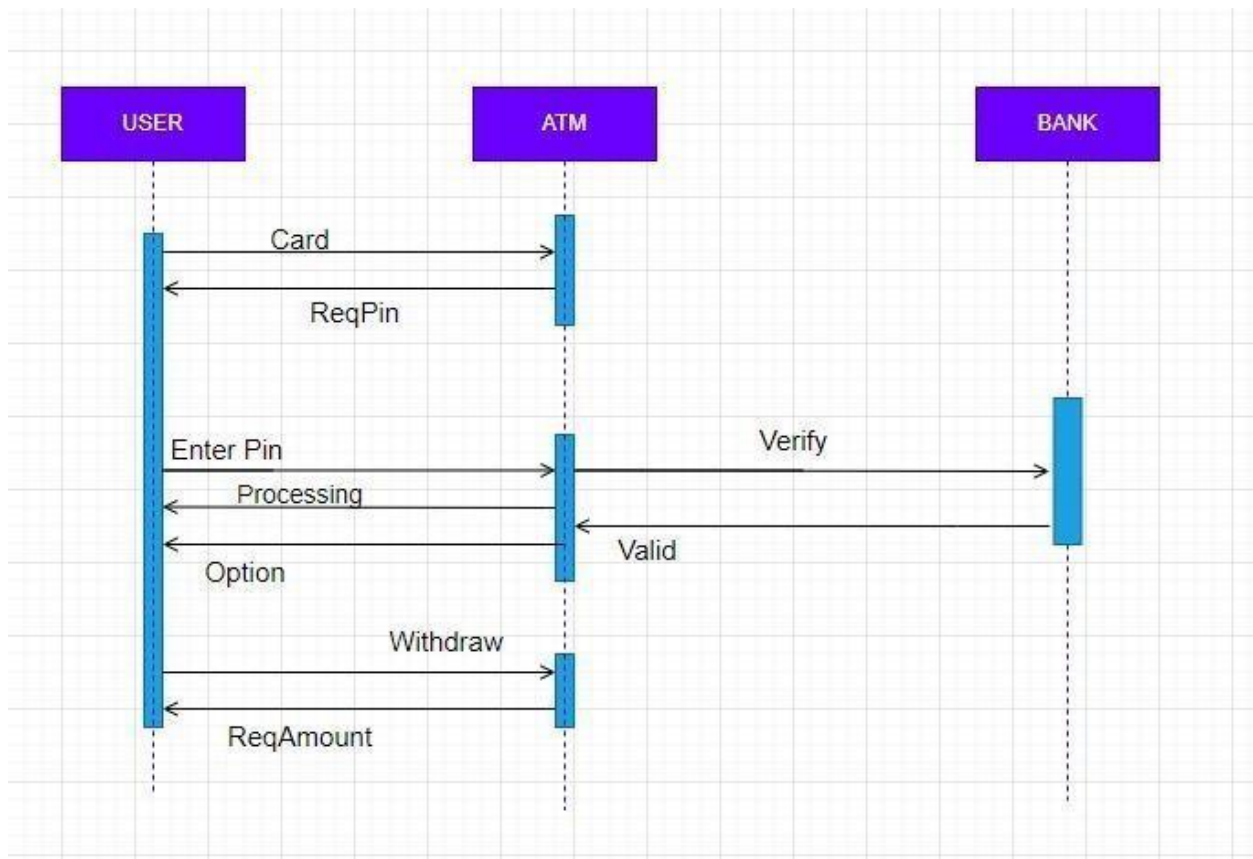 USER
ATM
BANK
Card
ReqPin
Enter Pin
Verify
Processing
Valid
Option
Withdraw
ReqAmount